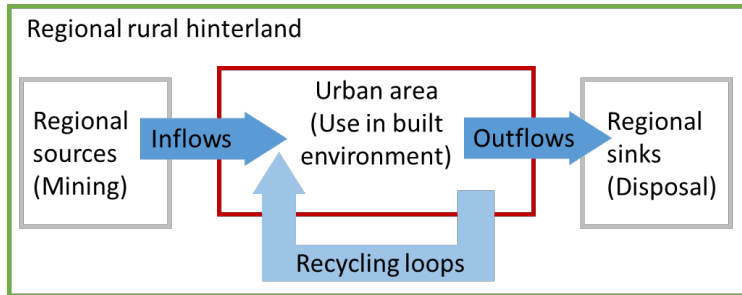 Regional rural hinterland
Regional
sources
(Mining)
Inflows
Urban area
(Use in built
environment)
Outflows
Regional
sinks
(Disposal)
Recycling loops